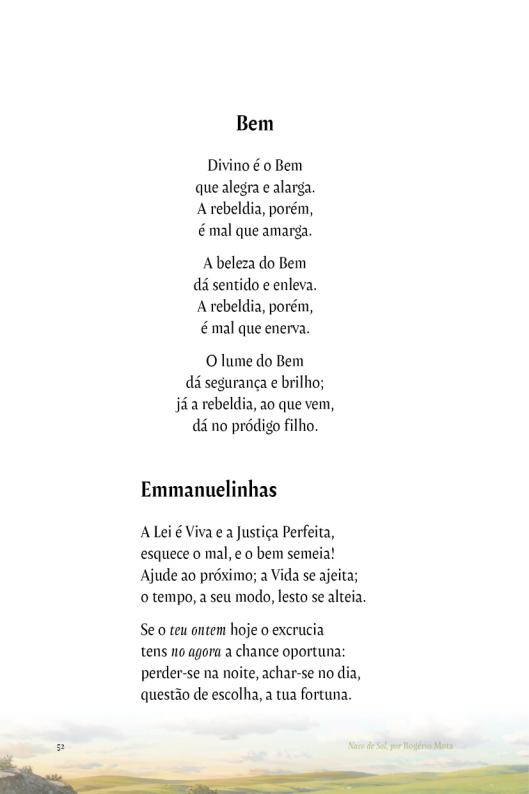 Bem
Divino é o Bem
que alegra e alarga.
A rebeldia, porém,
é mal que amarga.
A beleza do Bem
dá sentido e enleva.
A rebeldia, porém,
é mal que enerva.
O lume do Bem
dá segurança e brilho;
já a rebeldia, ao que vem,
dá no pródigo filho.
Emmanuelinhas
A Lei é Viva e a Justiça Perfeita,
esquece o mal, e o bem semeia!
Ajude ao próximo; a Vida se ajeita;
o tempo, a seu modo, lesto se alteia.
Se o teu ontem hoje o excrucia
tens no agora a chance oportuna:
perder-se na noite, achar-se no dia,
questão de escolha, a tua fortuna.
52
Naco de Sol, por Rogério Mota